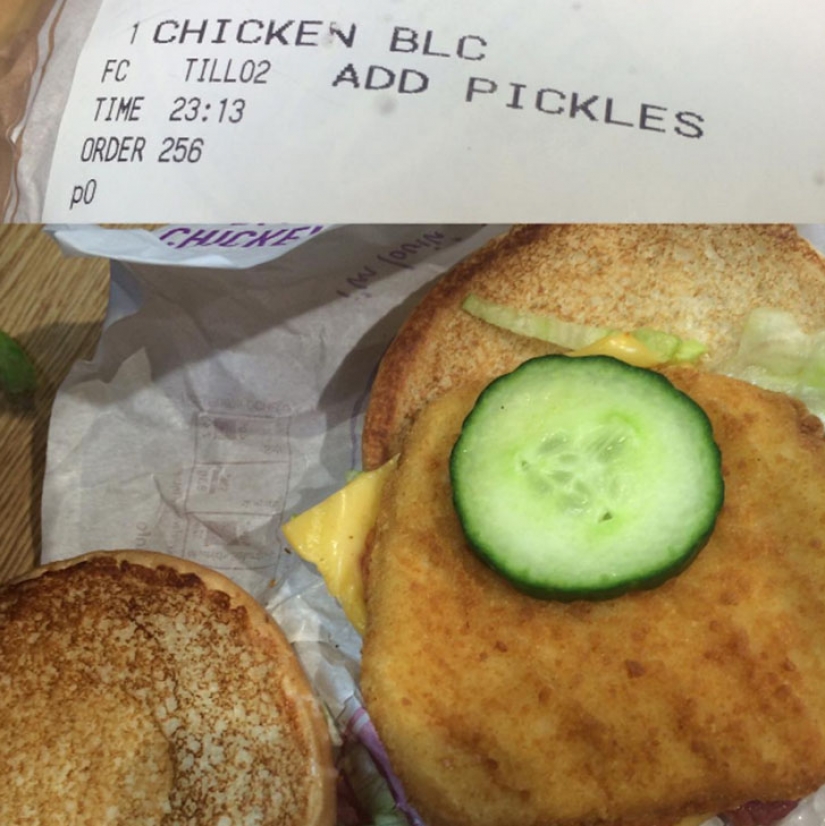 1 CHICKEN BLC
FC TILL02 ADD PICKLES
TIME 23:13
ORDER 256
p0
CHICKE